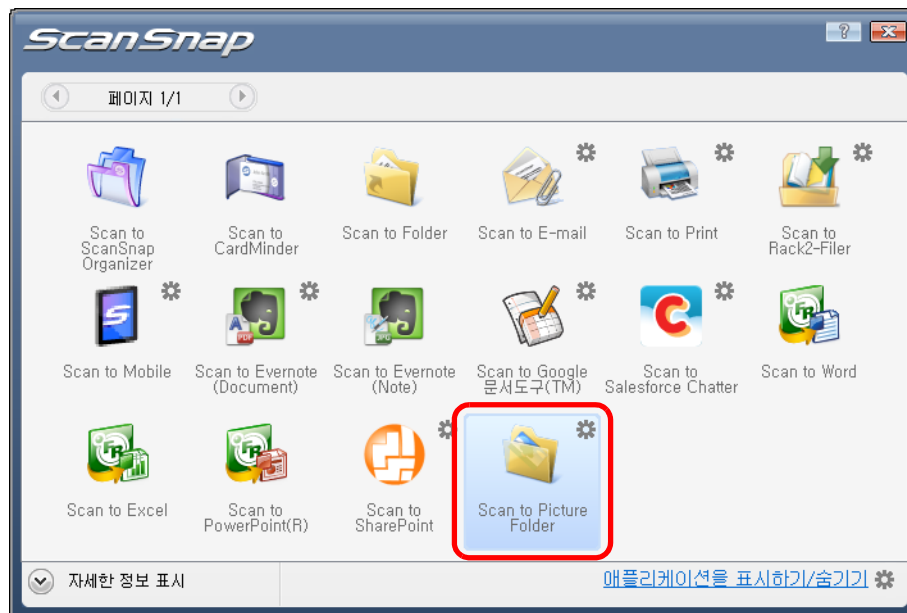 ScanSnap
페이지 1/1
Scan to
ScanSnap
Organizer
Scan to
CardMinder
Scan to Folder
Scan to E-mail
Scan to Print
Scan to
Rack2-Filer
Scan to Mobile
Scan to Evernote
(Document)
Scan to Evernote
(Note)
Scan to Google
문서도구(TM)
Scan to
Salesforce Chatter
Scan to Word
Scan to Excel
Scan to
PowerPoint(R)
Scan to
SharePoint
Scan to Picture
Folder
자세한 정보 표시
애플리케이션을 표시하기/숨기기